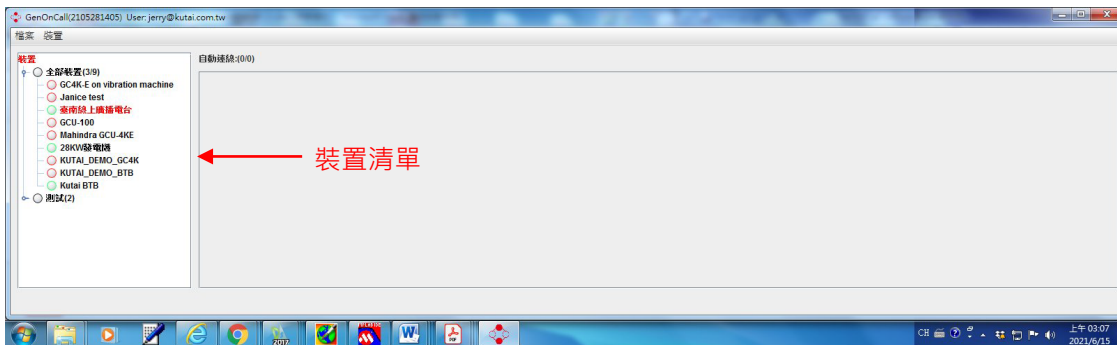 GenOnCall(2105281405) User: jerry@kutai.com.tw
檔案 裝置
裝置
自動連線:(0/0)
全部裝置(3/9)
GC4K-E on vibration machine
Janice test
臺南線上廣播電台
GCU-100
Mahindra GCU-4KE
28KW發電機
KUTAI_DEMO_GC4K
KUTAI_DEMO_BTB
Kutai BTB
測試(2)
裝置清單
2017
W
PDF
CH
上午 03:07
2021/6/15